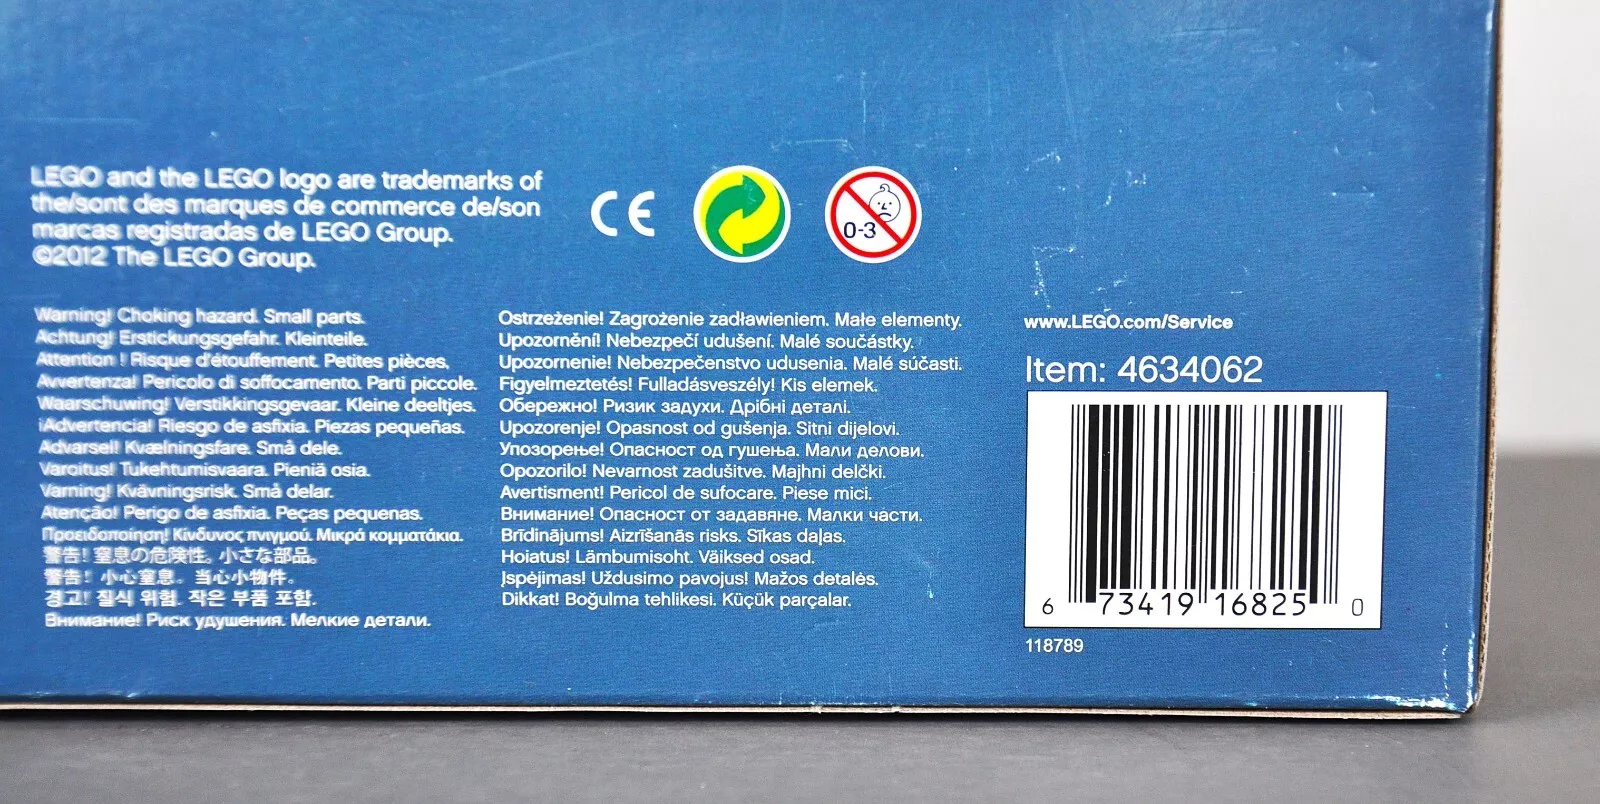 LEGO and the LEGO logo are trademarks of
the/sont des marques de commerce de/son
marcas registradas de LEGO Group.
©2012 The LEGO Group.
CE
0-3
Warning! Choking hazard. Small parts.
Achtung! Erstickungsgefahr. Kleinteile.
Attention ! Risque d'étouffement. Petites pièces.
Avvertenza! Pericolo di soffocamento. Parti piccole.
Waarschuwing! Verstikkingsgevaar. Kleine deeltjes.
¡Advertencia! Riesgo de asfixia. Piezas pequeñas.
Advarsel! Kvælningsfare. Små dele.
Varoitus! Tukehtumisvaara. Pieniä osia.
Varning! Kvävningsrisk. Små delar.
Atenção! Perigo de asfixia. Peças pequenas.
Προειδοποίηση! Κίνδυνος πνιγμού. Μικρά κομματάκια.
警告! 窒息の危険性。小さな部品。
警告! 小心窒息。当心小物件。
경고! 질식 위험. 작은 부품 포함.
Внимание! Риск удушения. Мелкие детали.
Ostrzeżenie! Zagrożenie zadławieniem. Małe elementy.
Upozornění! Nebezpečí udušení. Malé součástky.
Upozornenie! Nebezpečenstvo udusenia. Malé súčasti.
Figyelmeztetés! Fulladásveszély! Kis elemek.
Обережно! Ризик задухи. Дрібні деталі.
Upozorenje! Opasnost od gušenja. Sitni dijelovi.
Упозорење! Опасност од гушења. Мали делови.
Opozorilo! Nevarnost zadušitve. Majhni delčki.
Avertisment! Pericol de sufocare. Piese mici.
Внимание! Опасност от задавяне. Малки части.
Brīdinājums! Aizrīšanās risks. Sīkas daļas.
Hoiatus! Lämbumisoht. Väiksed osad.
Įspėjimas! Uždusimo pavojus! Mažos detalės.
Dikkat! Boğulma tehlikesi. Küçük parçalar.
www.LEGO.com/Service
Item: 4634062
6 73419 16825 0
118789